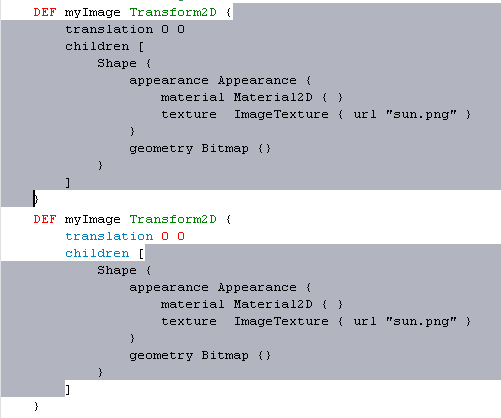 DEF myImage Transform2D {
translation 0 0
children [
Shape {
appearance Appearance {
material Material2D { }
texture  ImageTexture { url "sun.png" }
}
geometry Bitmap {}
}
]
}
DEF myImage Transform2D {
translation 0 0
children [
Shape {
appearance Appearance {
material Material2D { }
texture  ImageTexture { url "sun.png" }
}
geometry Bitmap {}
}
]
}